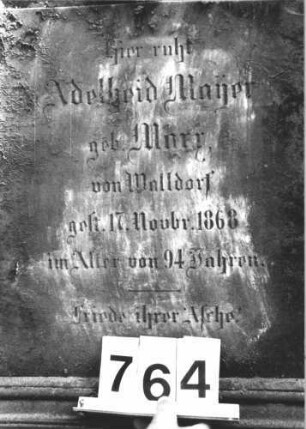 Hier ruht
Adelheid Mayer
geb. Marx,
von Walldorf
gest. 17. Novbr. 1868
im Alter von 94 Jahren.
Friede ihrer Asche!
764